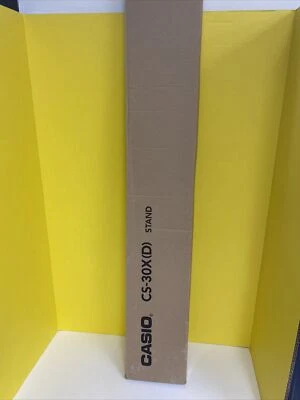 CASIO® CS-30X(D) STAND